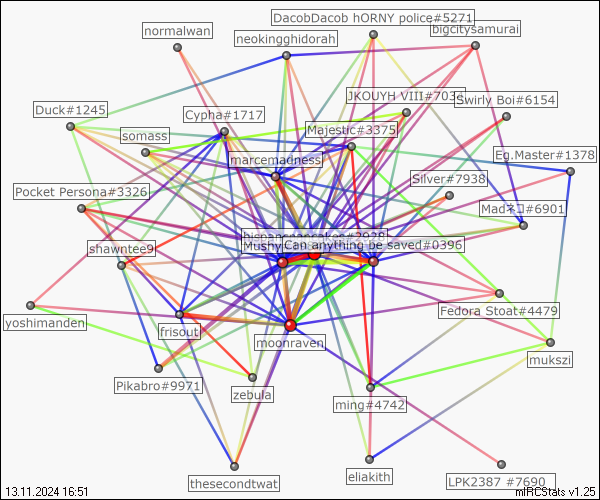 DacobDacob hORNY police#5271
normalwan
bigcitysamurai
neokingghidorah
JKOUYH VIII#703
Swirly Boi#6154
Duck#1245
Cypha#1717
Majestic#3375
somass
marcemadness
Eg.Master#1378
Silver#7938
Pocket Persona#3326
Madネコ#6901
Mushy
Can anything be saved#0396
shawntee9
Fedora Stoat#4479
yoshimanden
frisout
moonraven
mukszi
Pikabro#9971
zebula
ming#4742
thesecondtwat
eliakith
LPK2387 #7690
13.11.2024 16:51
mIRCStats v1.25